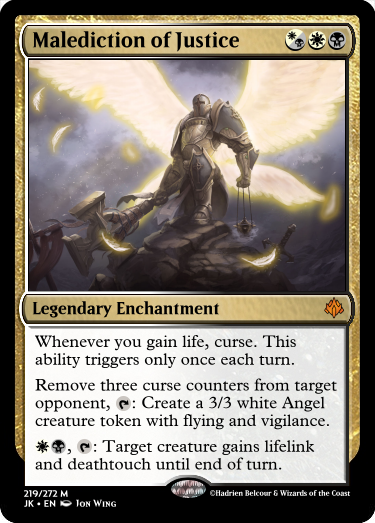 Malediction of Justice
Legendary Enchantment
Whenever you gain life, curse. This
ability triggers only once each turn.
Remove three curse counters from target
opponent, : Create a 3/3 white Angel
creature token with flying and vigilance.
, : Target creature gains lifelink
and deathtouch until end of turn.
219/272 M
JK • EN Jon Wing
©Hadrien Belcour & Wizards of the Coast